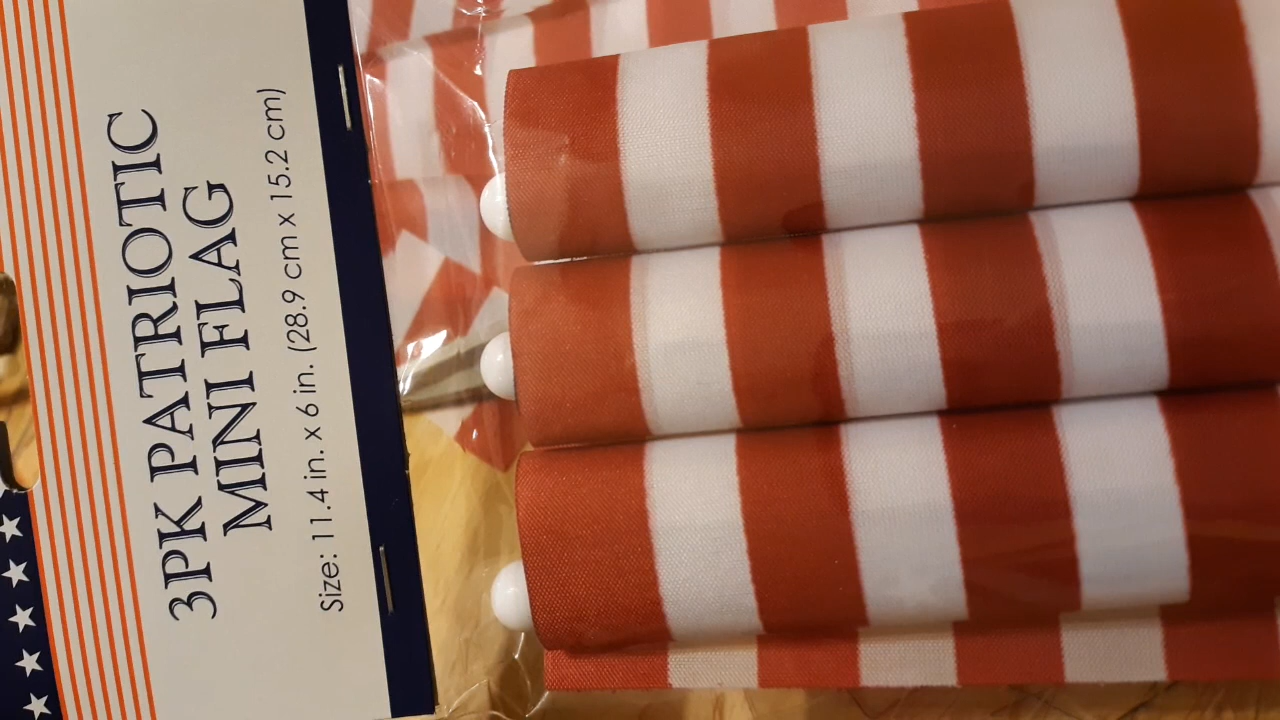 3PK PATRIOTIC
MINI FLAG
Size: 11.4 in. x 6 in. (28.9 cm x 15.2 cm)